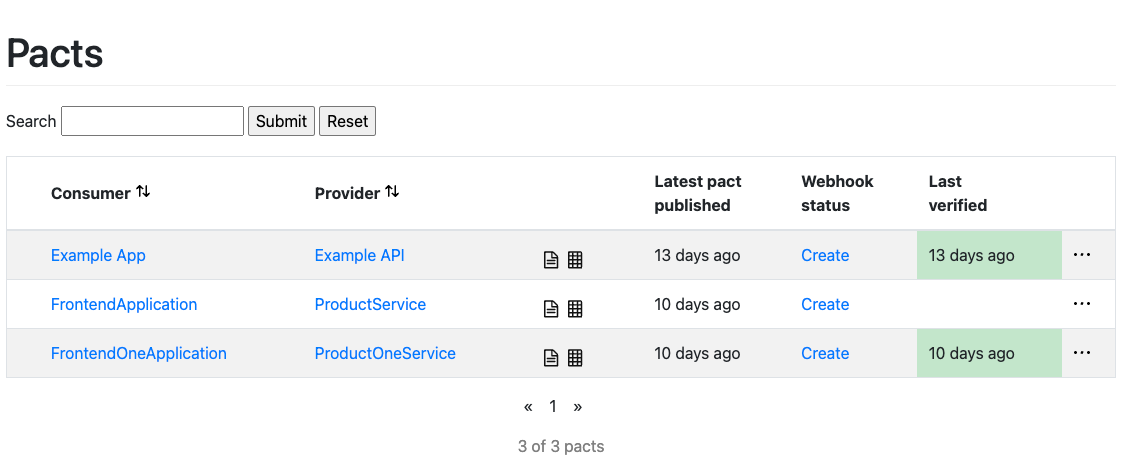 Pacts
Search Submit Reset
Consumer Provider Latest pact published Webhook status Last verified
Example App Example API 13 days ago Create 13 days ago ...
FrontendApplication ProductService 10 days ago Create ...
FrontendOneApplication ProductOneService 10 days ago Create 10 days ago ...
« 1 »
3 of 3 pacts